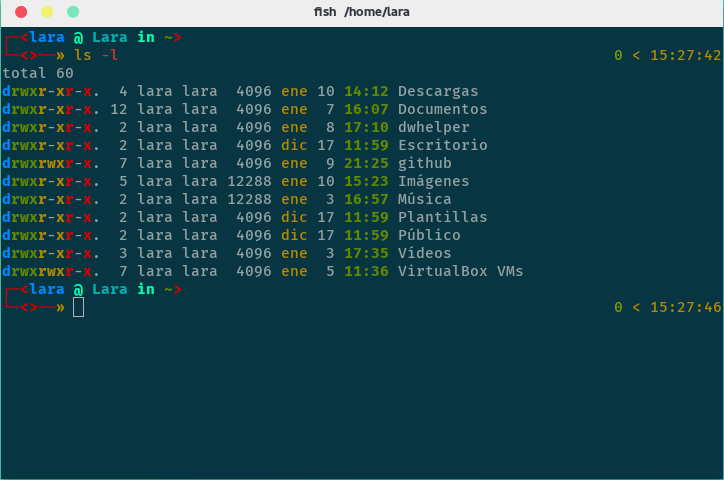 fish /home/lara
┌─<lara @ Lara in ~>
└─<>──» ls -l 0 < 15:27:42
total 60
drwxr-xr-x.  4 lara lara  4096 ene 10 14:12 Descargas
drwxr-xr-x. 12 lara lara  4096 ene  7 16:07 Documentos
drwxr-xr-x.  2 lara lara  4096 ene  8 17:10 dwhelper
drwxr-xr-x.  2 lara lara  4096 dic 17 11:59 Escritorio
drwxrwxr-x.  7 lara lara  4096 ene  9 21:25 github
drwxr-xr-x.  5 lara lara 12288 ene 10 15:23 Imágenes
drwxr-xr-x.  2 lara lara 12288 ene  3 16:57 Música
drwxr-xr-x.  2 lara lara  4096 dic 17 11:59 Plantillas
drwxr-xr-x.  2 lara lara  4096 dic 17 11:59 Público
drwxr-xr-x.  3 lara lara  4096 ene  3 17:35 Vídeos
drwxrwxr-x.  7 lara lara  4096 ene  5 11:36 VirtualBox VMs
┌─<lara @ Lara in ~>
└─<>──» 0 < 15:27:46